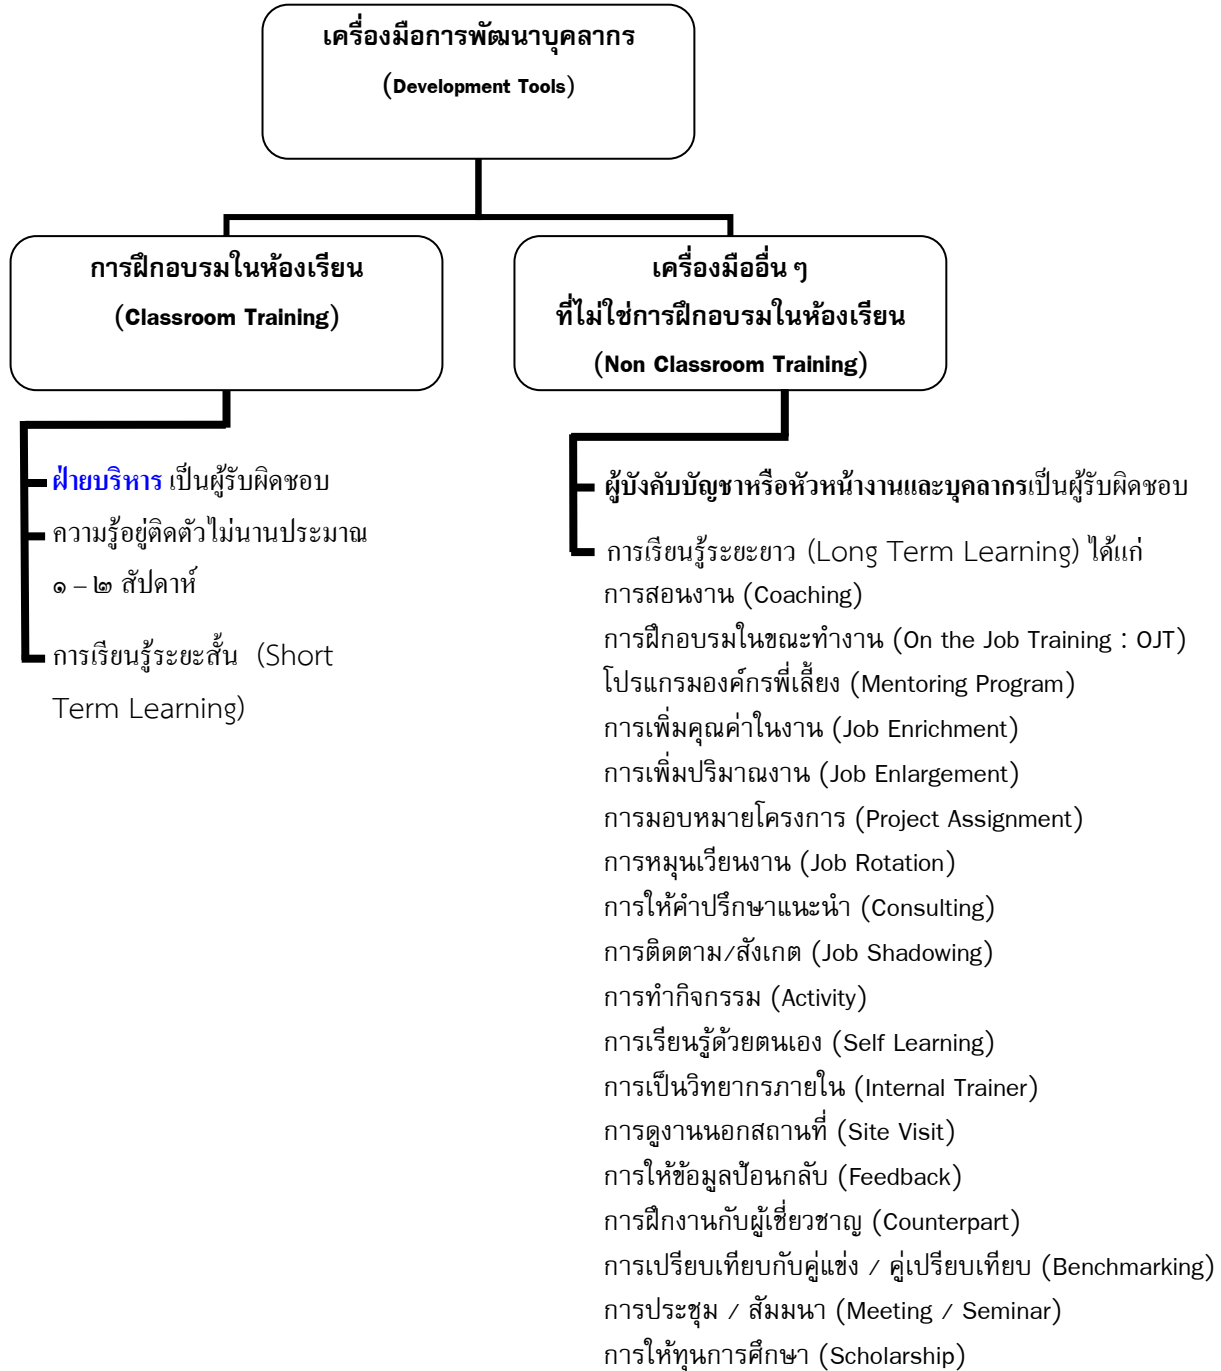 เครื่องมือการพัฒนาบุคลากร
(Development Tools)
การฝึกอบรมในห้องเรียน
(Classroom Training)
เครื่องมืออื่น ๆ
ที่ไม่ใช่การฝึกอบรมในห้องเรียน
(Non Classroom Training)
ฝ่ายบริหาร เป็นผู้รับผิดชอบ
ความรู้อยู่ติดตัวไม่นานประมาณ
๑ – ๒ สัปดาห์
การเรียนรู้ระยะสั้น (Short
Term Learning)
ผู้บังคับบัญชาหรือหัวหน้างานและบุคลากรเป็นผู้รับผิดชอบ
การเรียนรู้ระยะยาว (Long Term Learning) ได้แก่
การสอนงาน (Coaching)
การฝึกอบรมในขณะทำงาน (On the Job Training : OJT)
โปรแกรมองค์กรพี่เลี้ยง (Mentoring Program)
การเพิ่มคุณค่าในงาน (Job Enrichment)
การเพิ่มปริมาณงาน (Job Enlargement)
การมอบหมายโครงการ (Project Assignment)
การหมุนเวียนงาน (Job Rotation)
การให้คำปรึกษาแนะนำ (Consulting)
การติดตาม/สังเกต (Job Shadowing)
การทำกิจกรรม (Activity)
การเรียนรู้ด้วยตนเอง (Self Learning)
การเป็นวิทยากรภายใน (Internal Trainer)
การดูงานนอกสถานที่ (Site Visit)
การให้ข้อมูลป้อนกลับ (Feedback)
การฝึกงานกับผู้เชี่ยวชาญ (Counterpart)
การเปรียบเทียบกับคู่แข่ง / คู่เปรียบเทียบ (Benchmarking)
การประชุม / สัมมนา (Meeting / Seminar)
การให้ทุนการศึกษา (Scholarship)